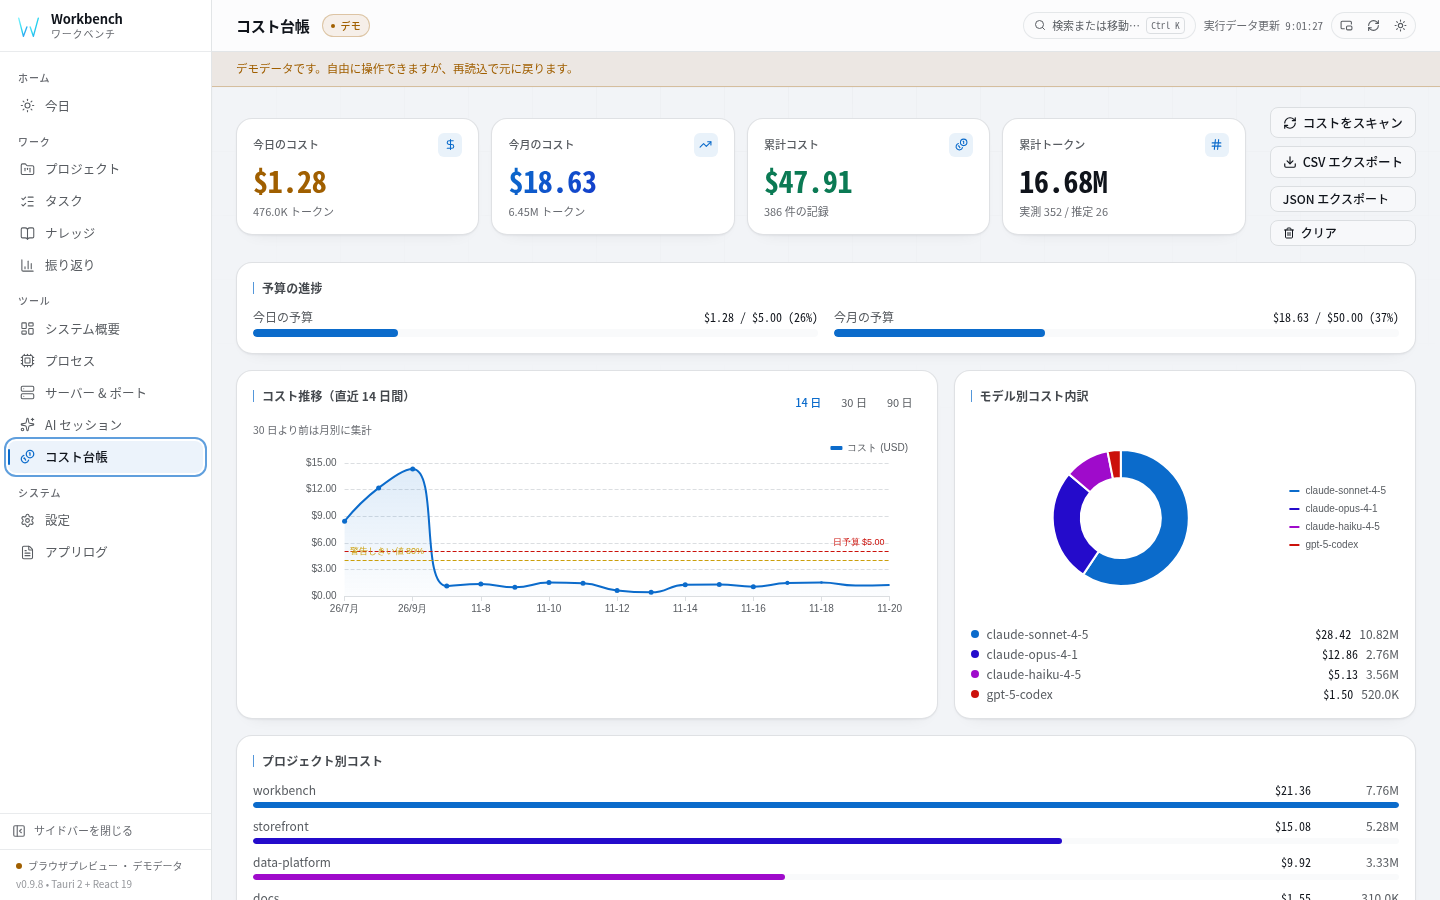 Workbench
ワークベンチ
ホーム
今日
ワーク
プロジェクト
タスク
ナレッジ
振り返り
ツール
システム概要
プロセス
サーバー & ポート
AI セッション
コスト台帳
システム
設定
アプリログ
サイドバーを閉じる
ブラウザプレビュー・デモデータ
v0.9.8 • Tauri 2 + React 19
コスト台帳
デモ
検索または移動…
Ctrl K
実行データ更新 9:01:27
デモデータです。自由に操作できますが、再読込で元に戻ります。
今日のコスト
$1.28
476.0K トークン
今月のコスト
$18.63
6.45M トークン
累計コスト
$47.91
386 件の記録
累計トークン
16.68M
実測 352 / 推定 26
コストをスキャン
CSV エクスポート
JSON エクスポート
クリア
予算の進捗
今日の予算
$1.28 / $5.00 (26%)
今月の予算
$18.63 / $50.00 (37%)
コスト推移（直近 14 日間）
14 日
30 日
90 日
30 日より前は月別に集計
コスト (USD)
$15.00
$12.00
$9.00
$6.00
$3.00
$0.00
警告しきい値 80%
日予算 $5.00
26/7月
26/9月
11-8
11-10
11-12
11-14
11-16
11-18
11-20
モデル別コスト内訳
claude-sonnet-4-5
claude-opus-4-1
claude-haiku-4-5
gpt-5-codex
claude-sonnet-4-5 $28.42 10.82M
claude-opus-4-1 $12.86 2.76M
claude-haiku-4-5 $5.13 3.56M
gpt-5-codex $1.50 520.0K
プロジェクト別コスト
workbench $21.36 7.76M
storefront $15.08 5.28M
data-platform $9.92 3.33M
docs $1.55 310.0K